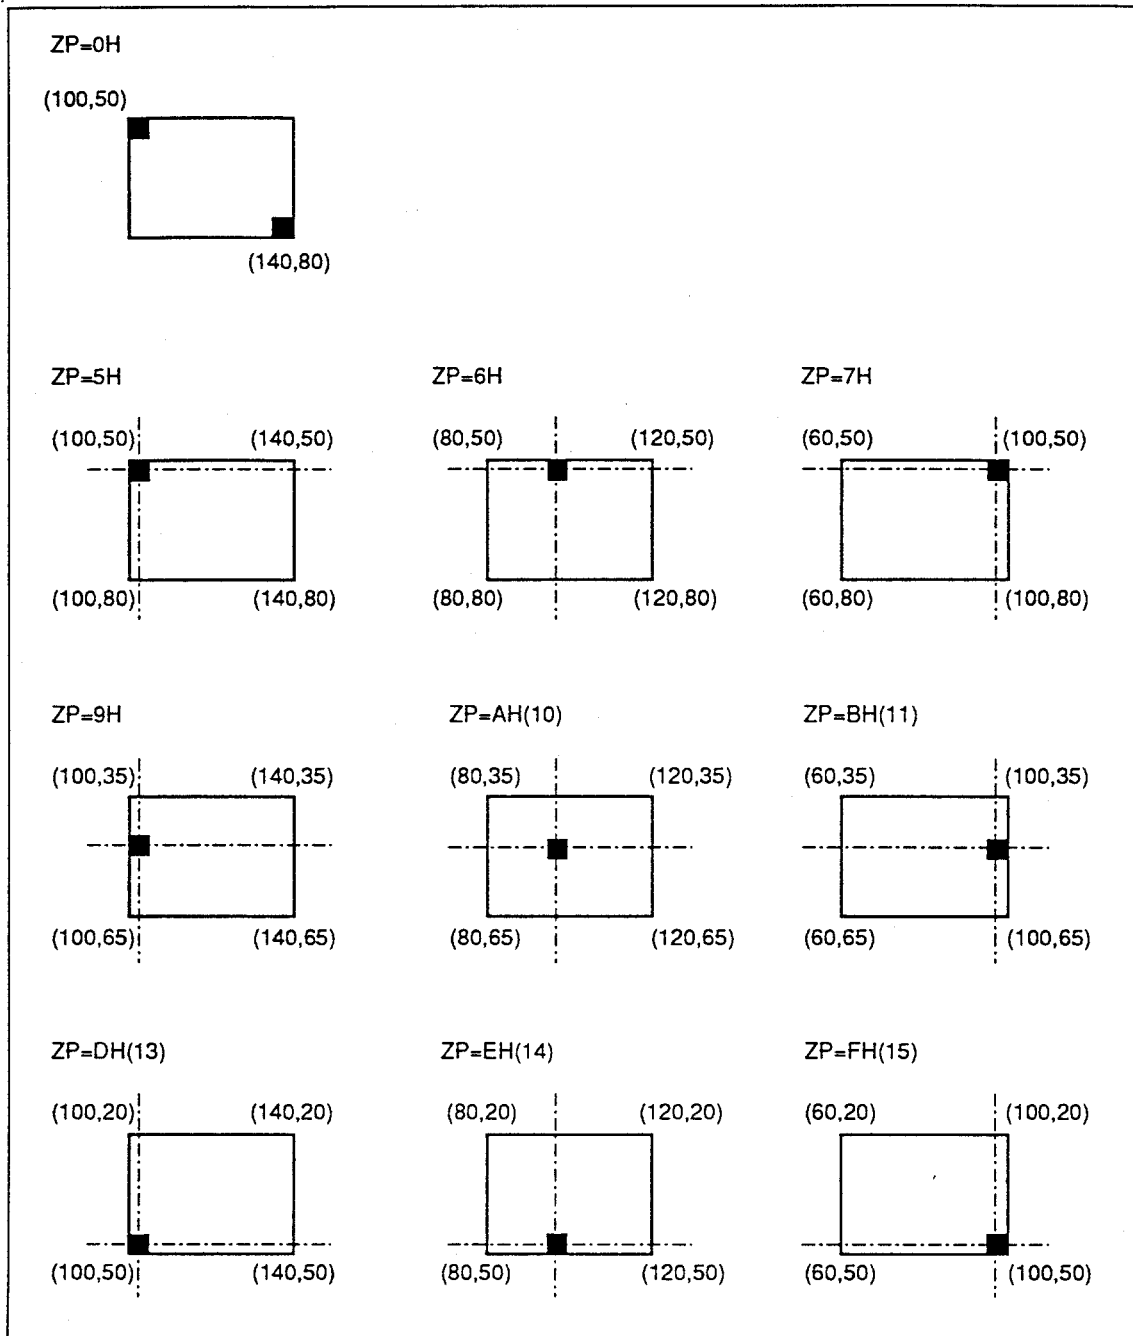 ZP=0H
(100,50)
(140,80)
ZP=5H ZP=6H ZP=7H
(100,50) (140,50) (80,50) (120,50) (60,50) (100,50)
(100,80) (140,80) (80,80) (120,80) (60,80) (100,80)
ZP=9H ZP=AH(10) ZP=BH(11)
(100,35) (140,35) (80,35) (120,35) (60,35) (100,35)
(100,65) (140,65) (80,65) (120,65) (60,65) (100,65)
ZP=DH(13) ZP=EH(14) ZP=FH(15)
(100,20) (140,20) (80,20) (120,20) (60,20) (100,20)
(100,50) (140,50) (80,50) (120,50) (60,50) (100,50)